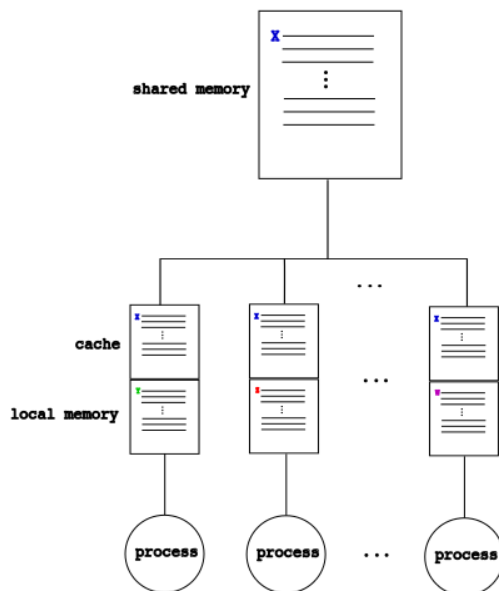 X
shared memory
...
X X X
cache
Y
...
local memory
process process ... process